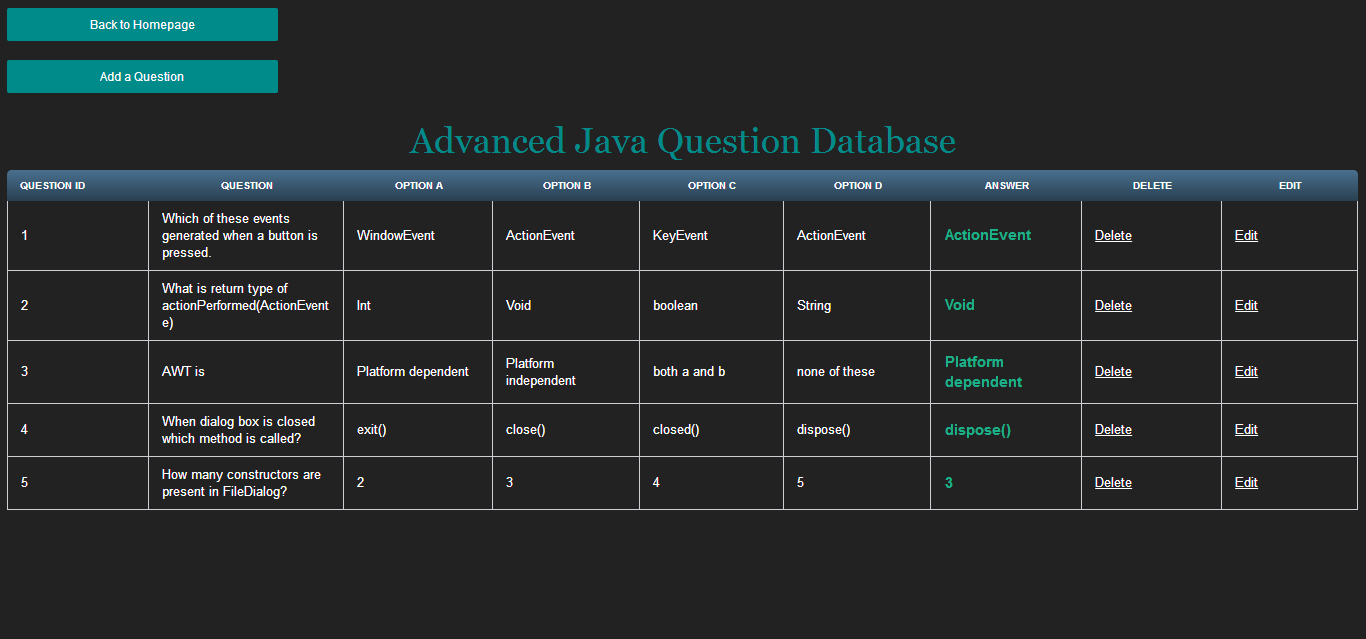 Back to Homepage
Add a Question
Advanced Java Question Database
QUESTION ID QUESTION OPTION A OPTION B OPTION C OPTION D ANSWER DELETE EDIT
Which of these events
1 generated when a button is WindowEvent ActionEvent KeyEvent ActionEvent ActionEvent Delete Edit
pressed.
What is return type of
2 actionPerformed(ActionEvent Int Void boolean String Void Delete Edit
e)
3 AWT is Platform dependent Platform independent both a and b none of these Platform dependent Delete Edit
When dialog box is closed
4 which method is called? exit() close() closed() dispose() dispose() Delete Edit
How many constructors are
5 present in FileDialog? 2 3 4 5 3 Delete Edit